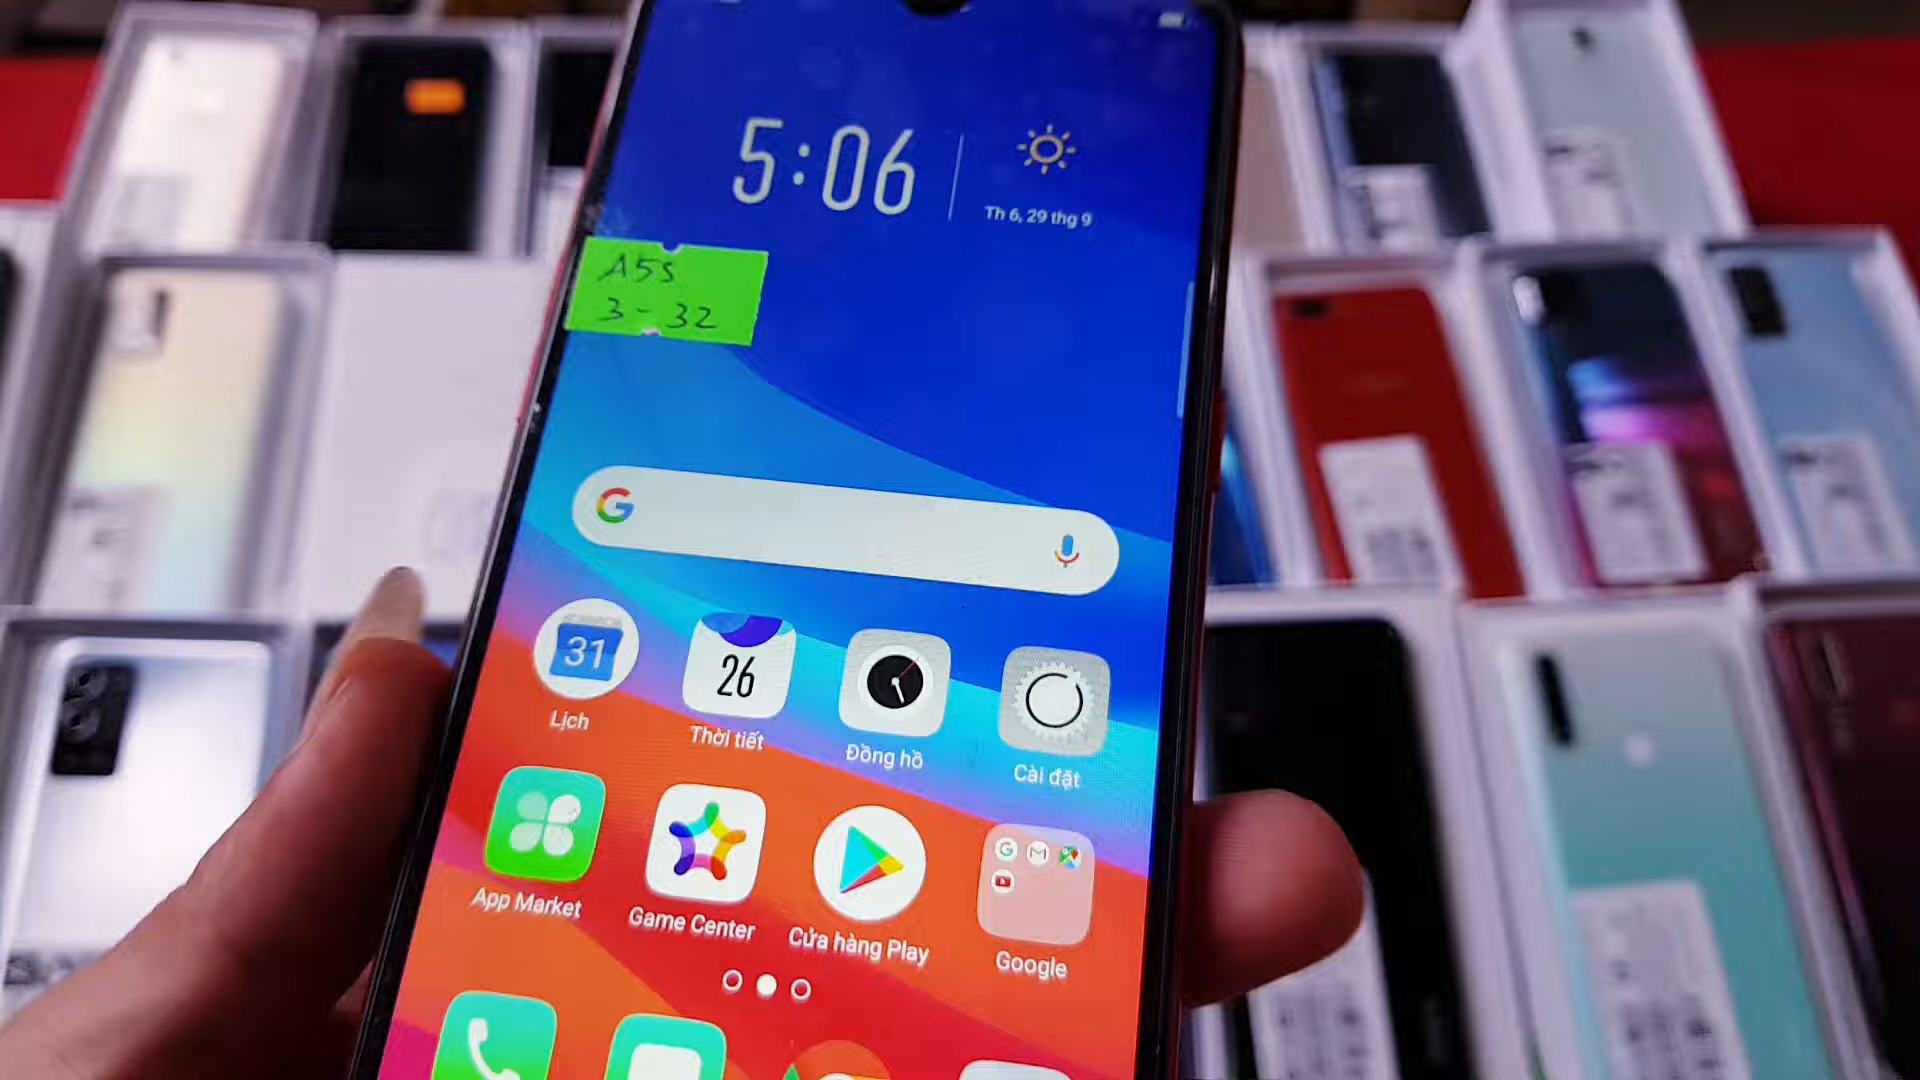 5:06
Th 6, 29 thg 9
A5s
3 - 32
G
31
26
Lịch
Thời tiết
Đồng hồ
Cài đặt
App Market
Game Center
Cửa hàng Play
Google